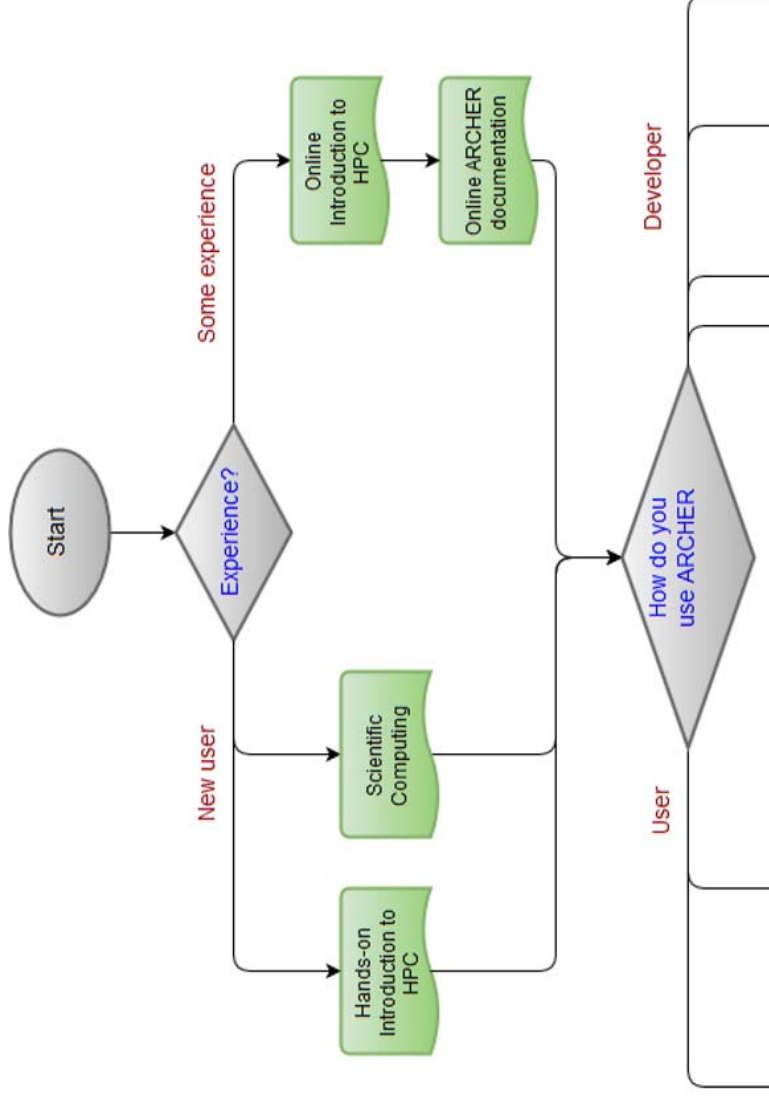 Start
Experience?
New user
Some experience
Hands-on
Introduction to
HPC
Scientific
Computing
Online
Introduction to
HPC
Online ARCHER
documentation
How do you
use ARCHER
User
Developer